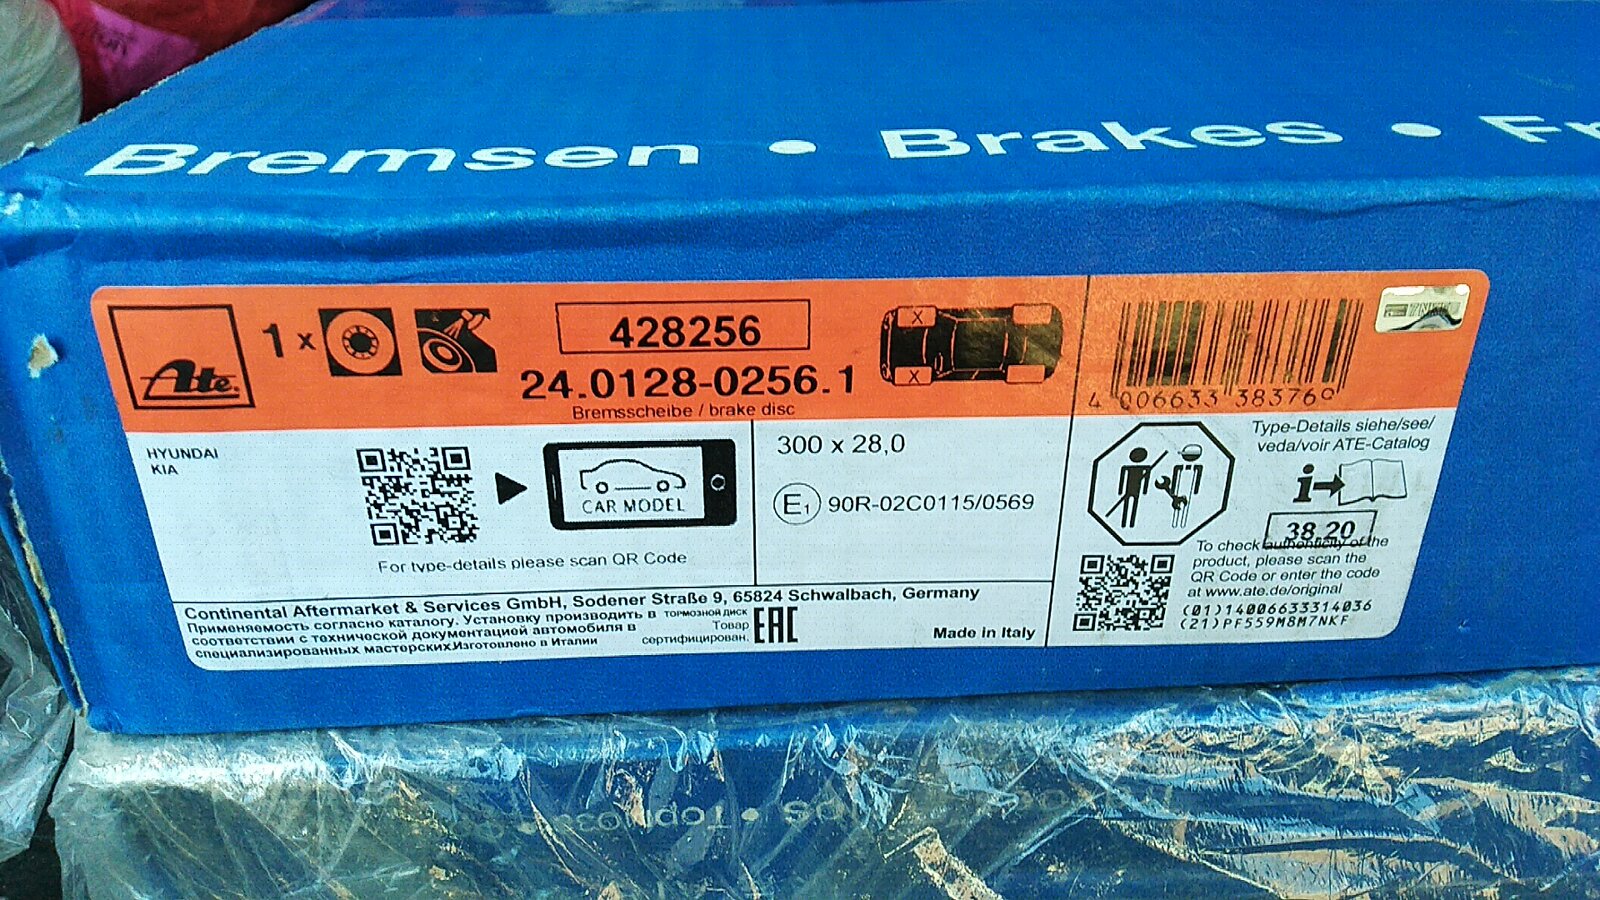 Bremsen • Brakes • Fr
Ate
1 x
428256
24.0128-0256.1
Bremsscheibe / brake disc
X
X
4 006633 383769
7NKF
HYUNDAI
KIA
CAR MODEL
For type-details please scan QR Code
300 x 28,0
E1 90R-02C0115/0569
Type-Details siehe/see/
veda/voir ATE-Catalog
i
38.20
To check authenticity of the
product, please scan the
QR Code or enter the code
at www.ate.de/original
(01)14006633314036
(21)PF559M8M7NKF
Continental Aftermarket & Services GmbH, Sodener Straße 9, 65824 Schwalbach, Germany
Применяемость согласно каталогу. Установку производить в
соответствии с технической документацией автомобиля в
специализированных мастерских.Изготовлено в Италии
тормозной диск
Товар
сертифицирован.
EAC
Made in Italy